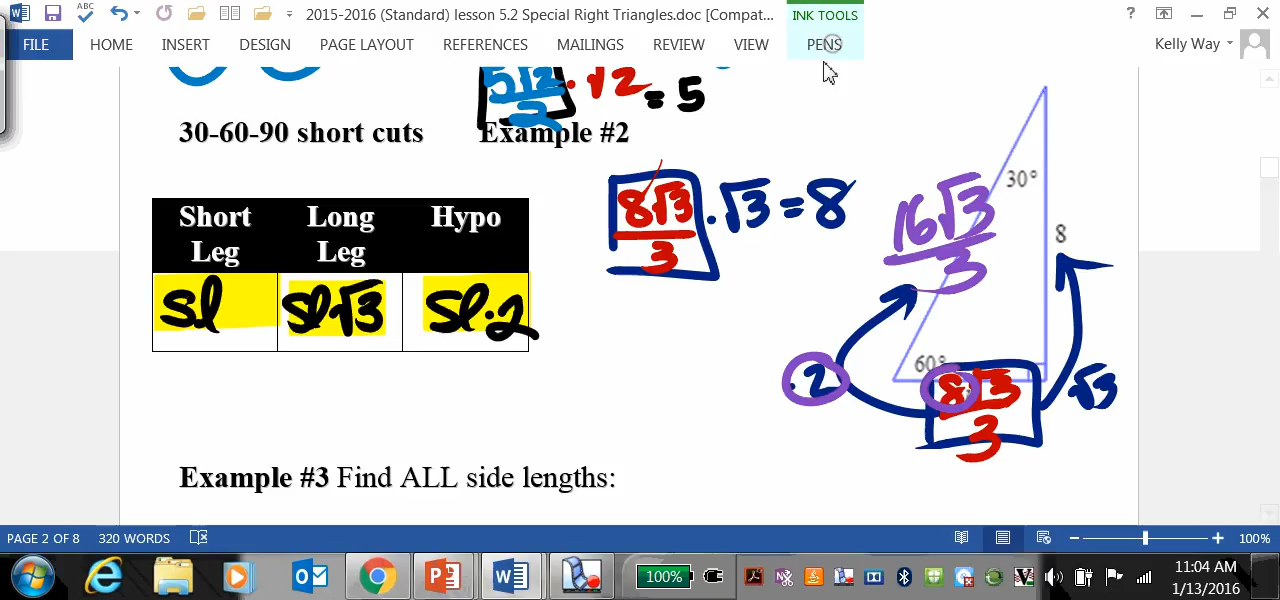 2015-2016 (Standard) lesson 5.2 Special Right Triangles.doc [Compat...
INK TOOLS
?
FILE
HOME
INSERT
DESIGN
PAGE LAYOUT
REFERENCES
MAILINGS
REVIEW
VIEW
PENS
Kelly Way
ABC
5√2/2 · √2 = 5
30-60-90 short cuts
Example #2
8√3/3 · √3 = 8
Short Leg
Long Leg
Hypo
sl
sl√3
sl·2
30°
8
16√3/3
60°
·2
8√3/3
√3
Example #3 Find ALL side lengths:
PAGE 2 OF 8
320 WORDS
100%
100%
11:04 AM
1/13/2016